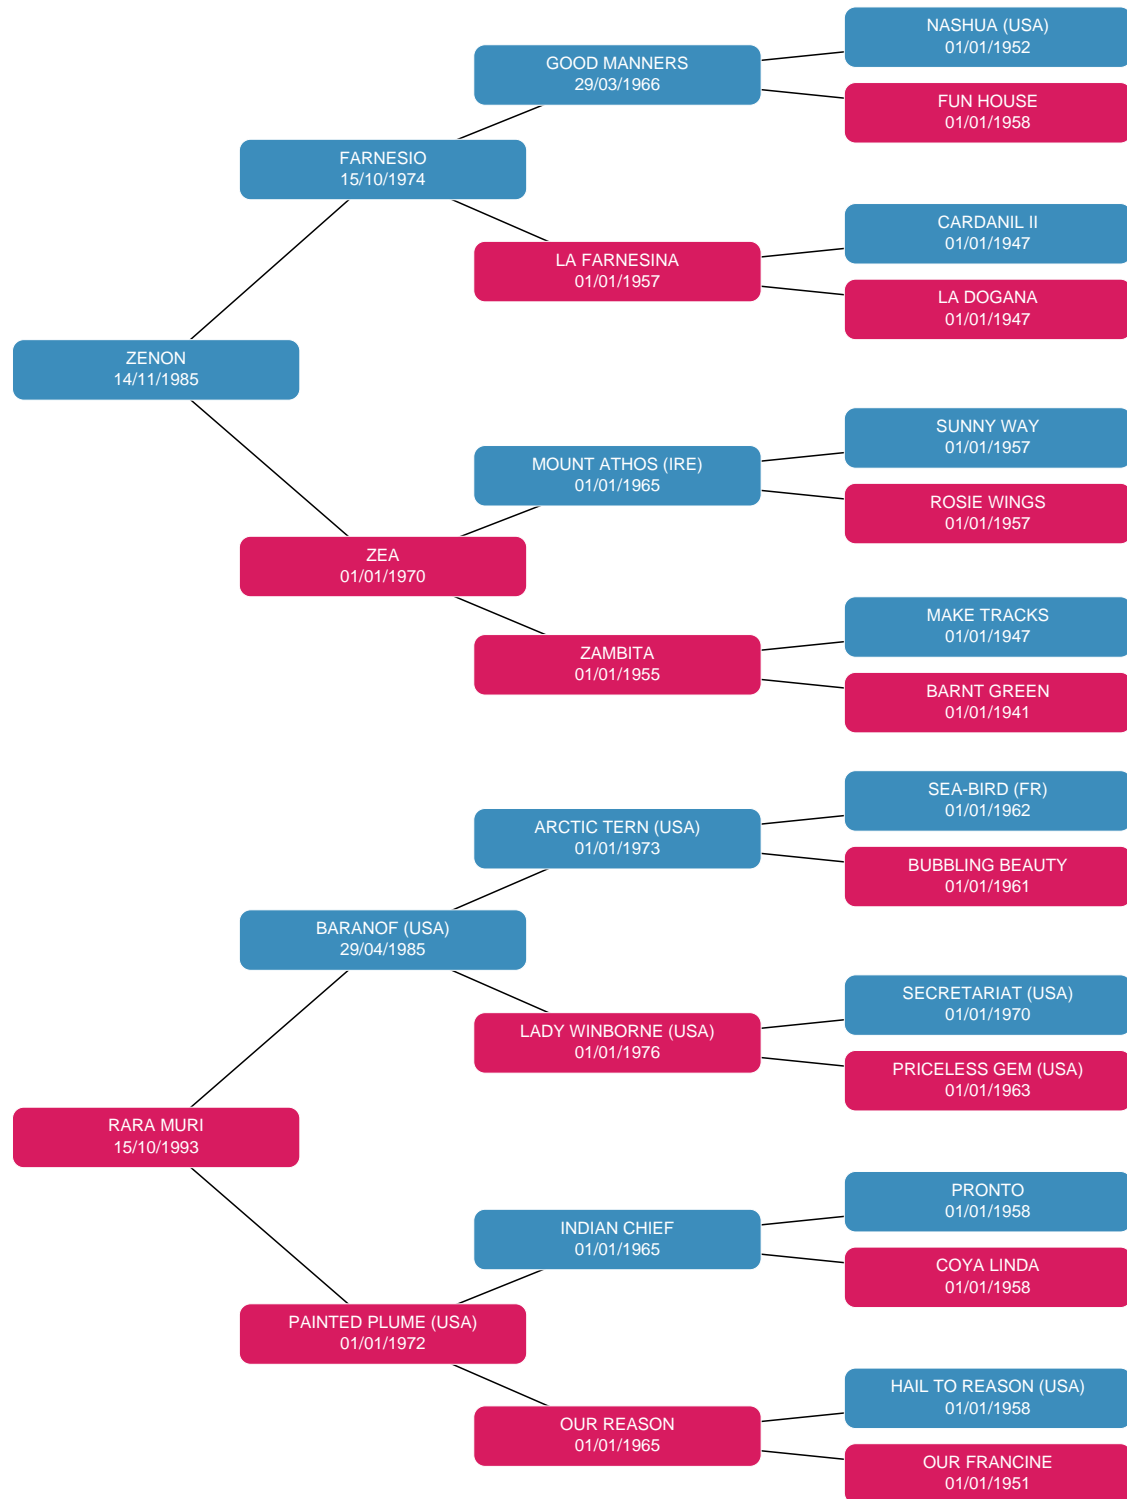 NASHUA (USA)
01/01/1952
GOOD MANNERS
29/03/1966
FUN HOUSE
01/01/1958
FARNESIO
15/10/1974
CARDANIL II
01/01/1947
LA FARNESINA
01/01/1957
LA DOGANA
01/01/1947
ZENON
14/11/1985
SUNNY WAY
01/01/1957
MOUNT ATHOS (IRE)
01/01/1965
ROSIE WINGS
01/01/1957
ZEA
01/01/1970
MAKE TRACKS
01/01/1947
ZAMBITA
01/01/1955
BARNT GREEN
01/01/1941
SEA-BIRD (FR)
01/01/1962
ARCTIC TERN (USA)
01/01/1973
BUBBLING BEAUTY
01/01/1961
BARANOF (USA)
29/04/1985
SECRETARIAT (USA)
01/01/1970
LADY WINBORNE (USA)
01/01/1976
PRICELESS GEM (USA)
01/01/1963
RARA MURI
15/10/1993
PRONTO
01/01/1958
INDIAN CHIEF
01/01/1965
COYA LINDA
01/01/1958
PAINTED PLUME (USA)
01/01/1972
HAIL TO REASON (USA)
01/01/1958
OUR REASON
01/01/1965
OUR FRANCINE
01/01/1951